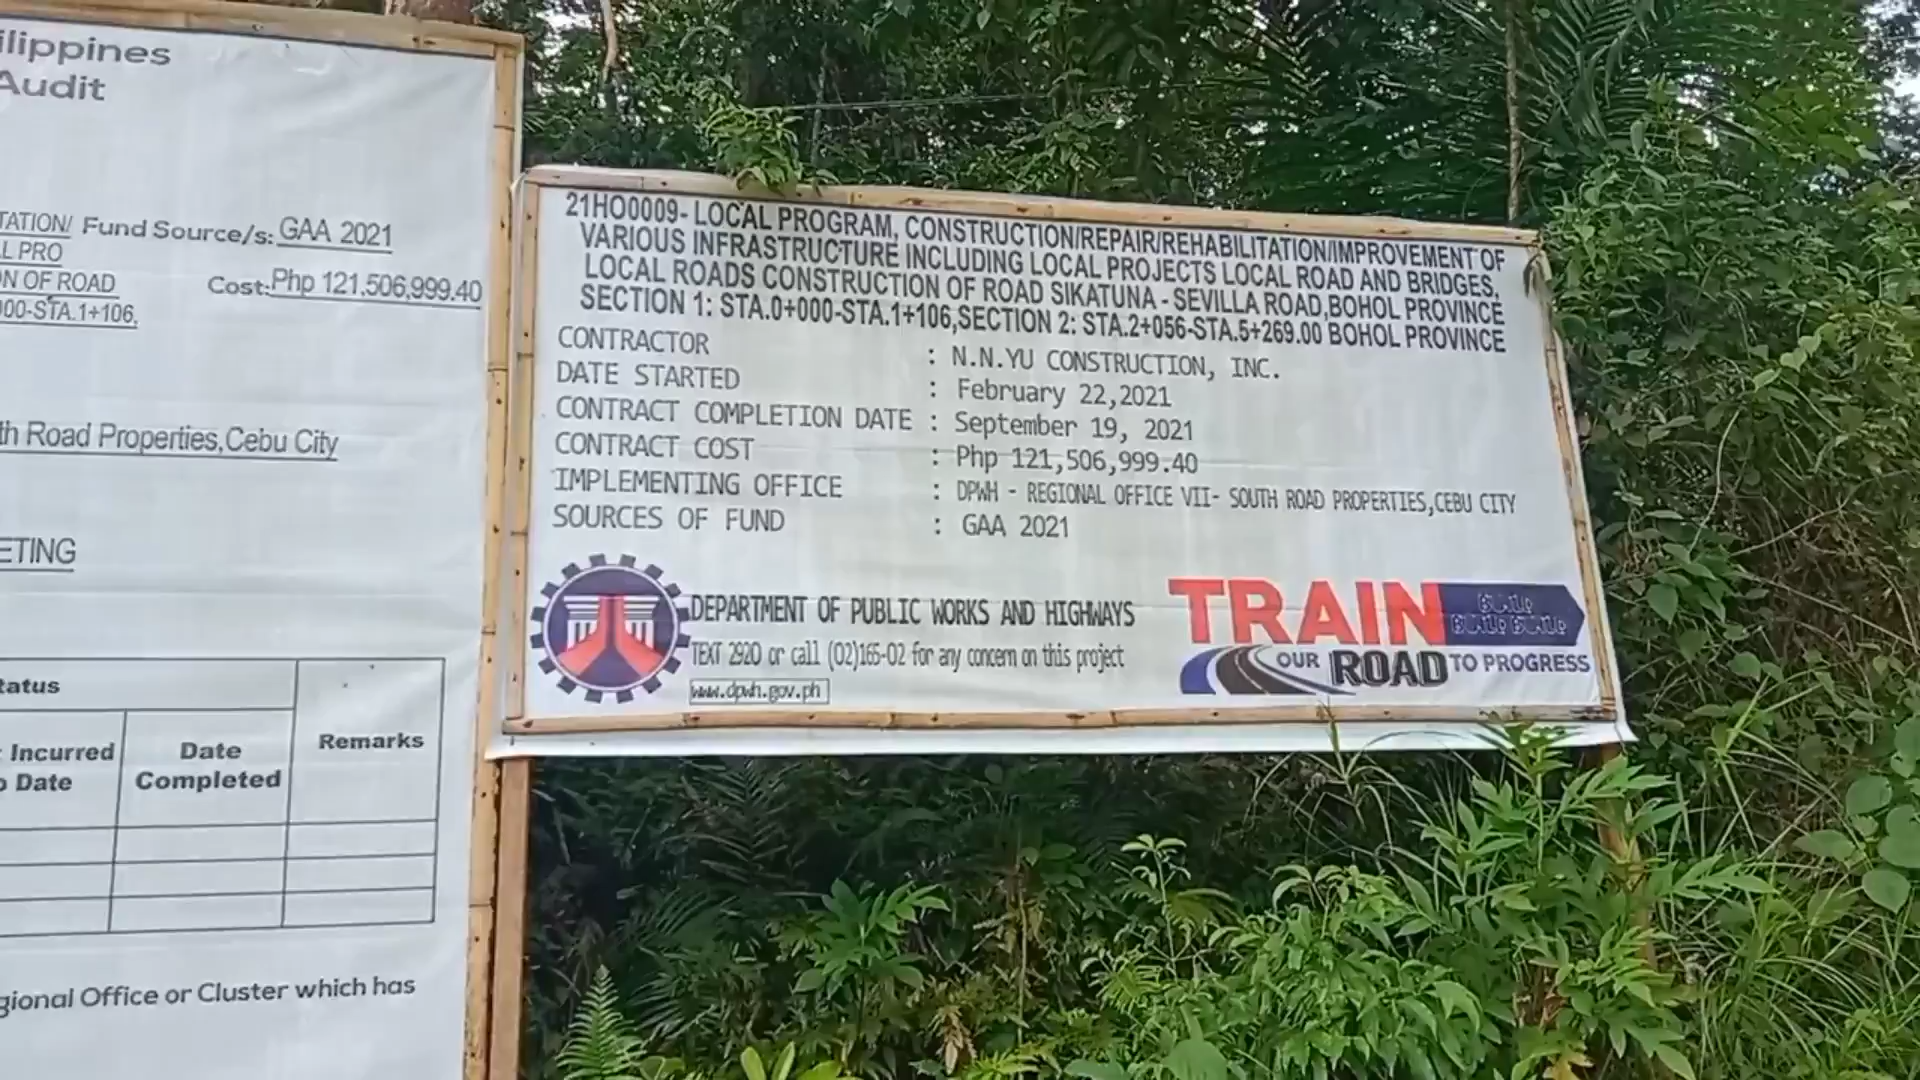 ilippines
Audit
TATION/ Fund Source/s: GAA 2021
L PRO
N OF ROAD Cost: Php 121.506,999.40
000-STA.1+106,
th Road Properties,Cebu City
ETING
tatus
Incurred
o Date
Date
Completed
Remarks
gional Office or Cluster which has
21HO0009- LOCAL PROGRAM, CONSTRUCTION/REPAIR/REHABILITATION/IMPROVEMENT OF
VARIOUS INFRASTRUCTURE INCLUDING LOCAL PROJECTS LOCAL ROAD AND BRIDGES,
LOCAL ROADS CONSTRUCTION OF ROAD SIKATUNA - SEVILLA ROAD,BOHOL PROVINCE
SECTION 1: STA.0+000-STA.1+106,SECTION 2: STA.2+056-STA.5+269.00 BOHOL PROVINCE
CONTRACTOR : N.N.YU CONSTRUCTION, INC.
DATE STARTED : February 22,2021
CONTRACT COMPLETION DATE : September 19, 2021
CONTRACT COST : Php 121,506,999.40
IMPLEMENTING OFFICE : DPWH - REGIONAL OFFICE VII- SOUTH ROAD PROPERTIES,CEBU CITY
SOURCES OF FUND : GAA 2021
DEPARTMENT OF PUBLIC WORKS AND HIGHWAYS
TEXT 2920 or call (02)165-02 for any concern on this project
www.dpwh.gov.ph
TRAIN
BUILD
BUILD BUILD
OUR ROAD TO PROGRESS